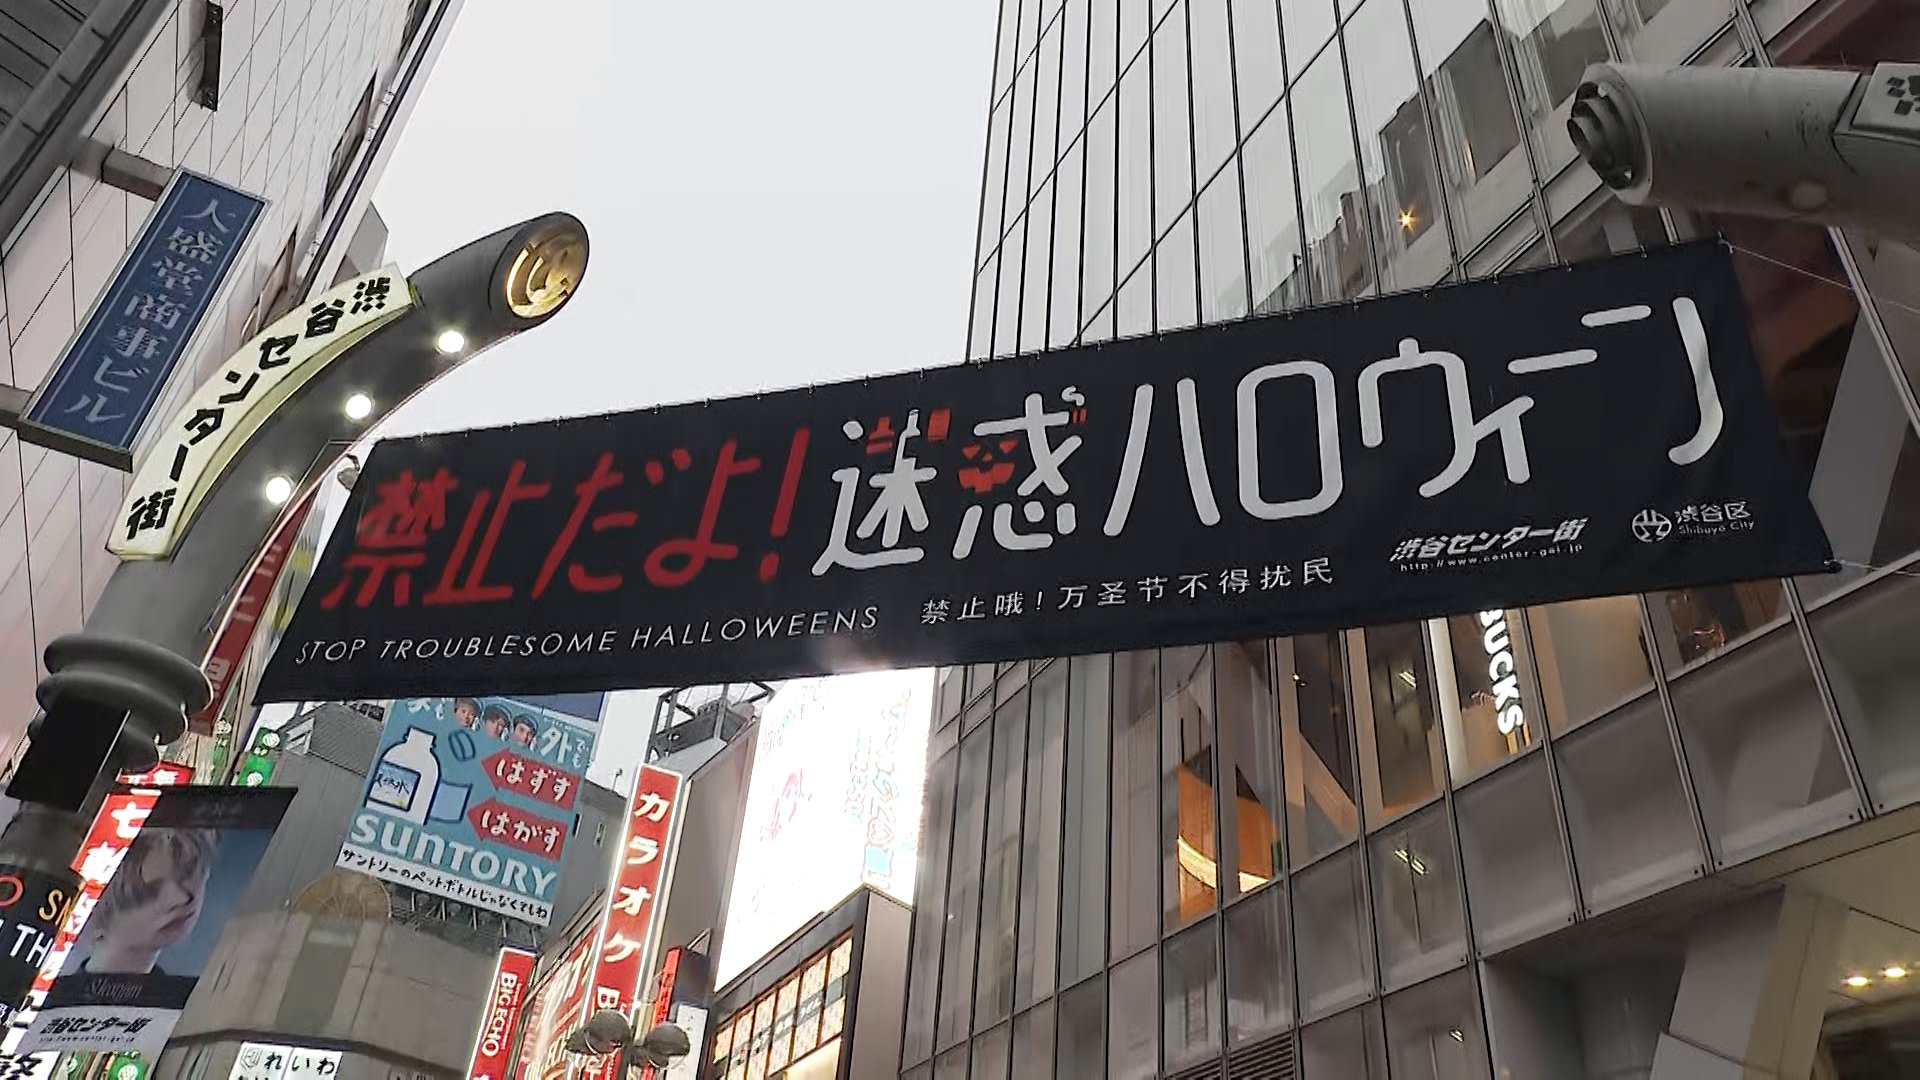 大盛堂商事ビル
渋谷センター街
禁止だよ!迷惑ハロウィーン
STOP TROUBLESOME HALLOWEENS 禁止哦!万圣节不得扰民
渋谷センター街
http://www.center-gai.jp
渋谷区
Shibuya City
BUCKS
はずす
はがす
SUNTORY
サントリーのペットボトルじゃなくてもね
カラオケ
BIG ECHO
渋谷センター街
れいわ